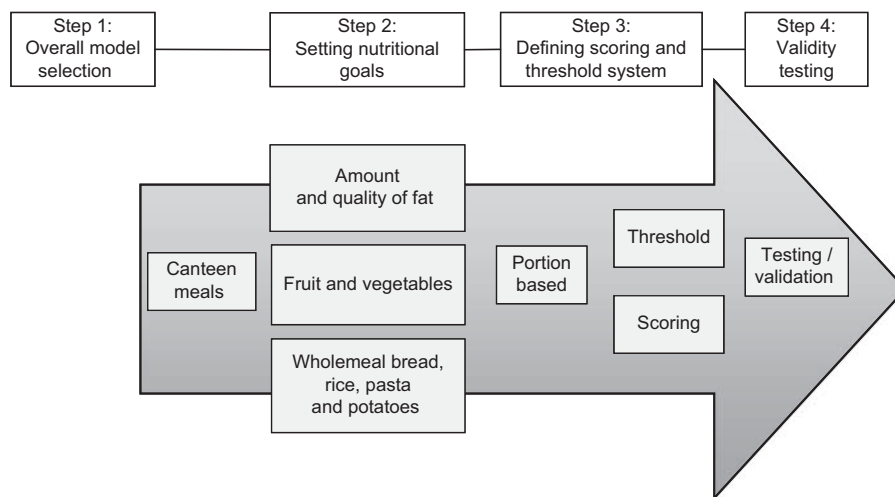 Step 1:
Overall model
selection
Step 2:
Setting nutritional
goals
Step 3:
Defining scoring and
threshold system
Step 4:
Validity
testing
Canteen
meals
Amount
and quality of fat
Fruit and vegetables
Wholemeal bread,
rice, pasta
and potatoes
Portion
based
Threshold
Scoring
Testing /
validation